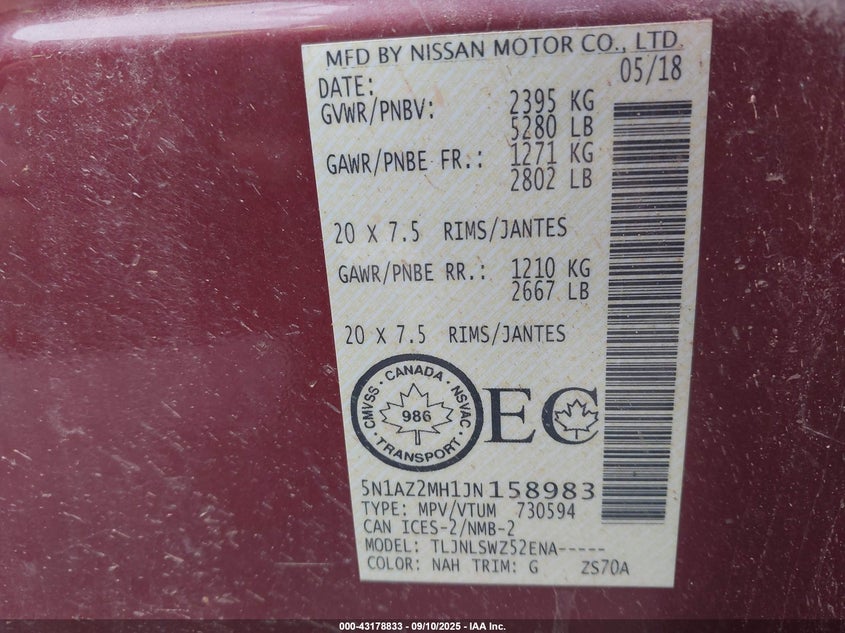 MFD BY NISSAN MOTOR CO., LTD.
DATE: 05/18
GVWR/PNBV: 2395 KG
5280 LB
GAWR/PNBE FR.: 1271 KG
2802 LB
20 X 7.5 RIMS/JANTES
GAWR/PNBE RR.: 1210 KG
2667 LB
20 X 7.5 RIMS/JANTES
CMVSS · CANADA · NSVAC · TRANSPORT ·
986
EC
5N1AZ2MH1JN158983
TYPE: MPV/VTUM 730594
CAN ICES-2/NMB-2
MODEL: TLJNLSWZ52ENA-----
COLOR: NAH TRIM: G ZS70A
000-43178833 - 09/10/2025 - IAA Inc.